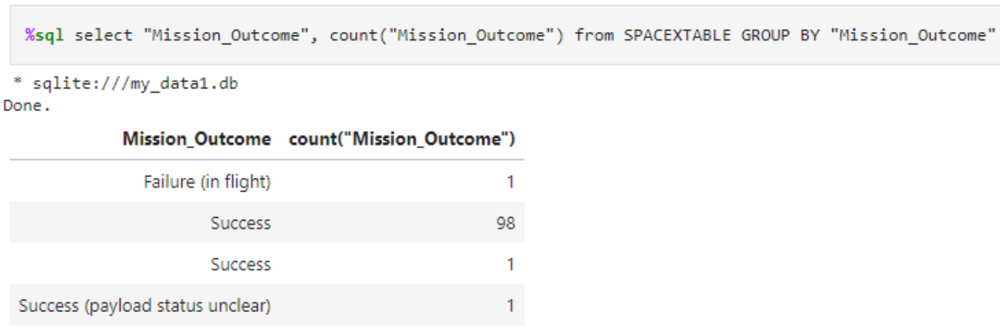 %sql select "Mission_Outcome", count("Mission_Outcome") from SPACEXTABLE GROUP BY "Mission_Outcome"
* sqlite:///my_data1.db
Done.
Mission_Outcome count("Mission_Outcome")
Failure (in flight) 1
Success 98
Success 1
Success (payload status unclear) 1